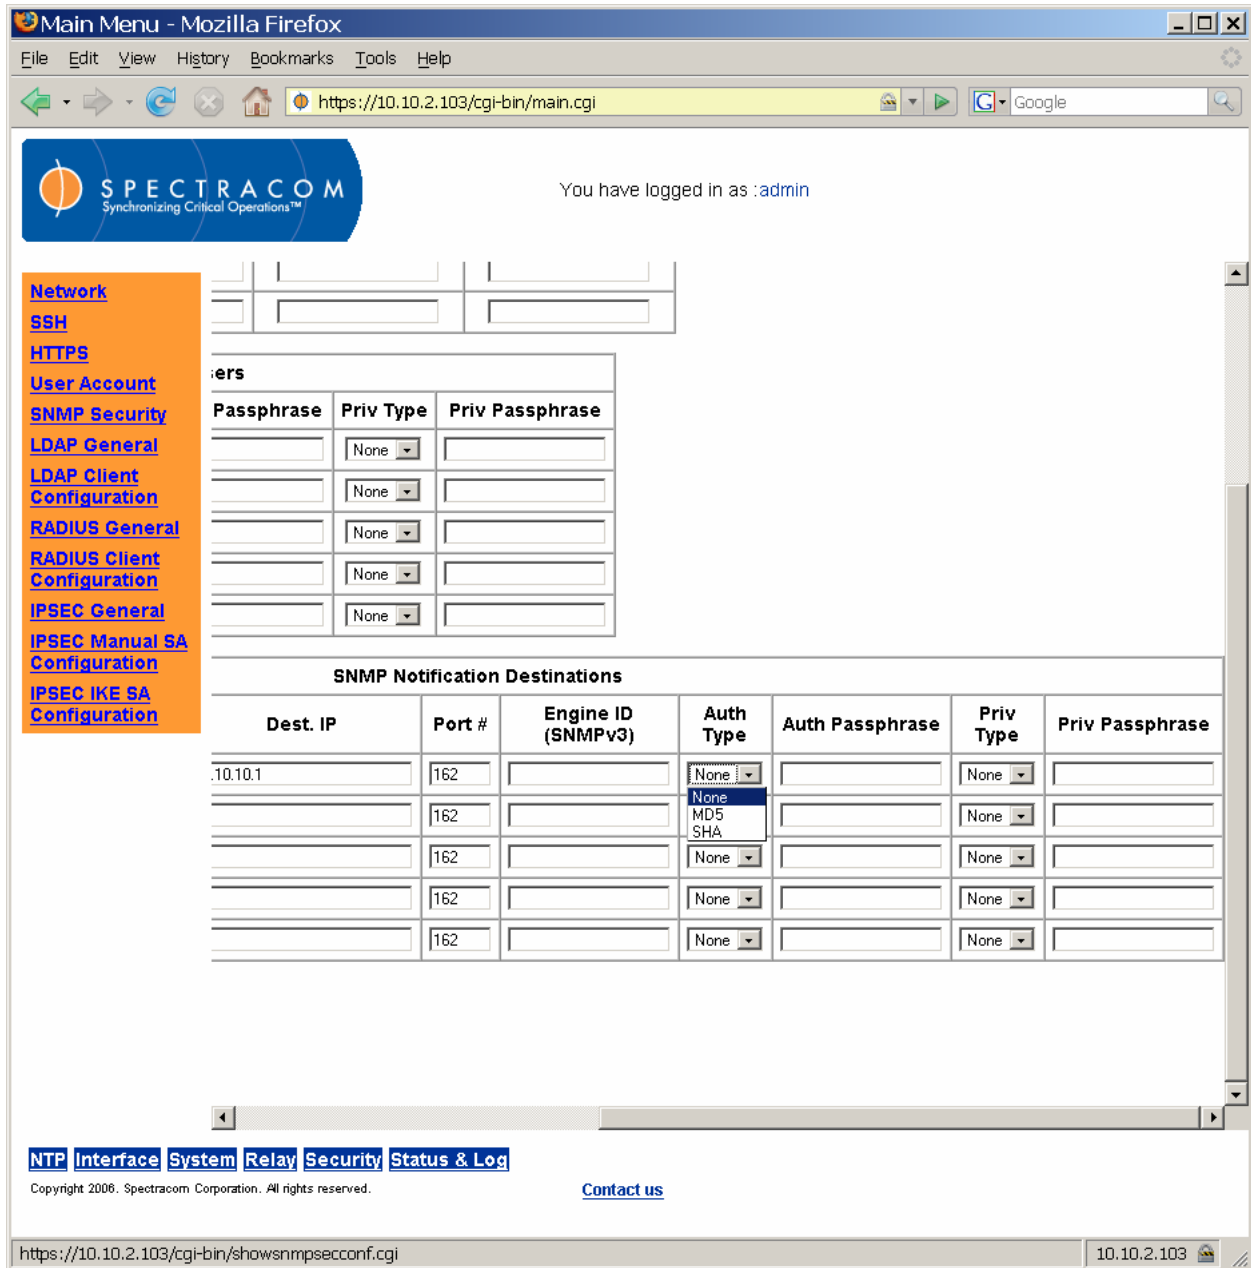 Main Menu - Mozilla Firefox
File Edit View History Bookmarks Tools Help
https://10.10.2.103/cgi-bin/main.cgi
G Google
SPECTRACOM
Synchronizing Critical Operations™
You have logged in as :admin
Network
SSH
HTTPS
User Account
SNMP Security
LDAP General
LDAP Client
Configuration
RADIUS General
RADIUS Client
Configuration
IPSEC General
IPSEC Manual SA
Configuration
IPSEC IKE SA
Configuration
ers
Passphrase Priv Type Priv Passphrase
None
None
None
None
None
SNMP Notification Destinations
Dest. IP Port # Engine ID (SNMPv3) Auth Type Auth Passphrase Priv Type Priv Passphrase
.10.10.1 162 None None
None
MD5
SHA
162 None
162 None None
162 None None
162 None None
NTP Interface System Relay Security Status & Log
Copyright 2006. Spectracom Corporation. All rights reserved.
Contact us
https://10.10.2.103/cgi-bin/showsnmpsecconf.cgi
10.10.2.103